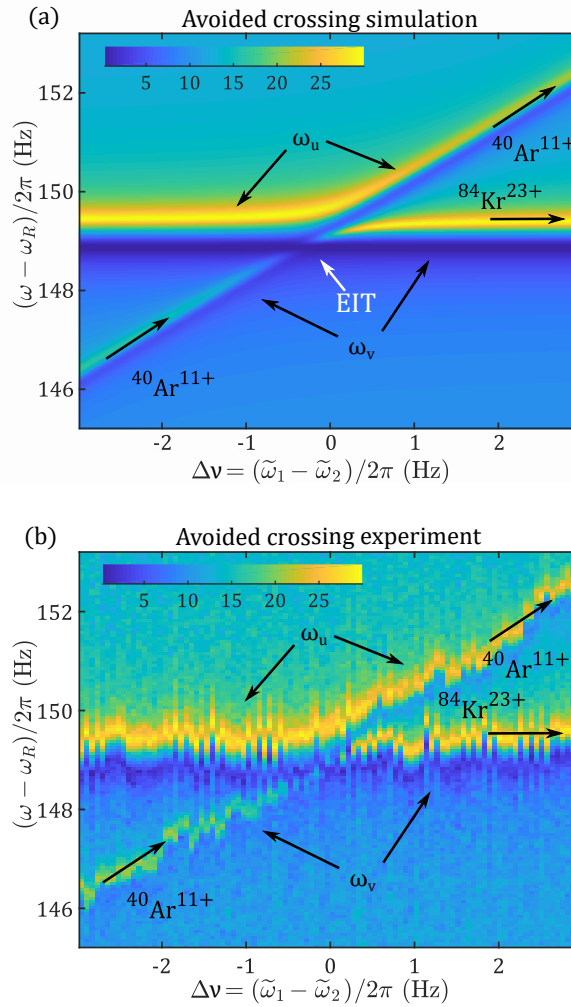 (a) Avoided crossing simulation
5 10 15 20 25
152
150
148
146
(ω − ω_R)/2π (Hz)
ω_u
⁴⁰Ar¹¹⁺
⁸⁴Kr²³⁺
EIT
ω_v
⁴⁰Ar¹¹⁺
-2 -1 0 1 2
Δν = (ω̃₁ − ω̃₂)/2π (Hz)
(b) Avoided crossing experiment
5 10 15 20 25
152
150
148
146
(ω − ω_R)/2π (Hz)
ω_u
⁴⁰Ar¹¹⁺
⁸⁴Kr²³⁺
ω_v
⁴⁰Ar¹¹⁺
-2 -1 0 1 2
Δν = (ω̃₁ − ω̃₂)/2π (Hz)